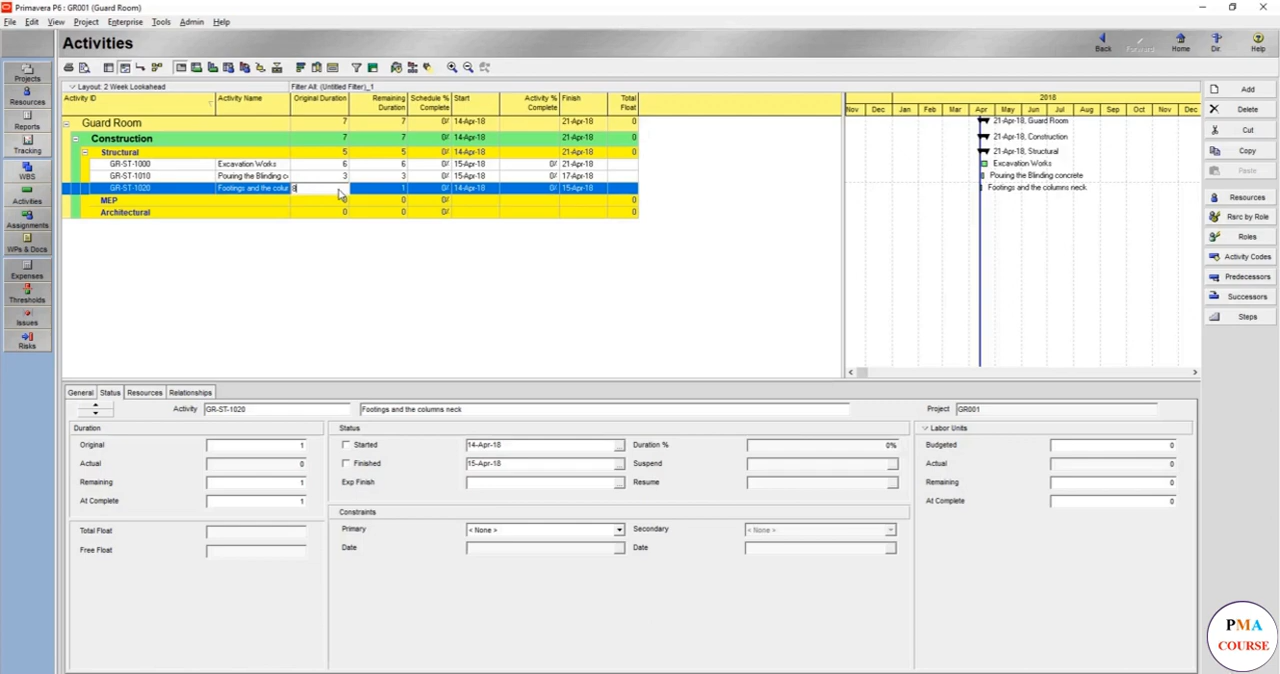 Primavera P6 : GR001 (Guard Room)
File Edit View Project Enterprise Tools Admin Help
Activities
Back Forward Home Dir. Help
Layout: 2 Week Lookahead Filter All: (Untitled Filter)_1
Activity ID Activity Name Original Duration Remaining Duration Schedule % Complete Start Activity % Complete Finish Total Float
2018
Nov Dec Jan Feb Mar Apr May Jun Jul Aug Sep Oct Nov Dec
Guard Room 7 7 0/ 14-Apr-18 21-Apr-18 0
21-Apr-18, Guard Room
Construction 7 7 0/ 14-Apr-18 21-Apr-18 0
21-Apr-18, Construction
Structural 5 5 0/ 14-Apr-18 21-Apr-18 0
21-Apr-18, Structural
GR-ST-1000 Excavation Works 6 6 0/ 15-Apr-18 0/ 21-Apr-18
Excavation Works
GR-ST-1010 Pouring the Blinding c 3 3 0/ 15-Apr-18 0/ 17-Apr-18
Pouring the Blinding concrete
GR-ST-1020 Footings and the colur 1 0/ 14-Apr-18 0/ 15-Apr-18
Footings and the columns neck.
MEP 0 0/ 0
Architectural 0 0 0/ 0
Projects
Resources
Reports
Tracking
WBS
Activities
Assignments
WPs & Docs
Expenses
Thresholds
Issues
Risks
Add
Delete
Cut
Copy
Paste
Resources
Rsrc by Role
Roles
Activity Codes
Predecessors
Successors
Steps
General Status Resources Relationships
Activity GR-ST-1020 Footings and the columns neck Project GR001
Duration Status Labor Units
Original 1 Started 14-Apr-18 Duration % 0% Budgeted 0
Actual 0 Finished 15-Apr-18 Suspend Actual 0
Remaining 1 Exp Finish Resume Remaining 0
At Complete 1 At Complete 0
Constraints
Total Float Primary < None > Secondary < None >
Free Float Date Date
PMA
COURSE